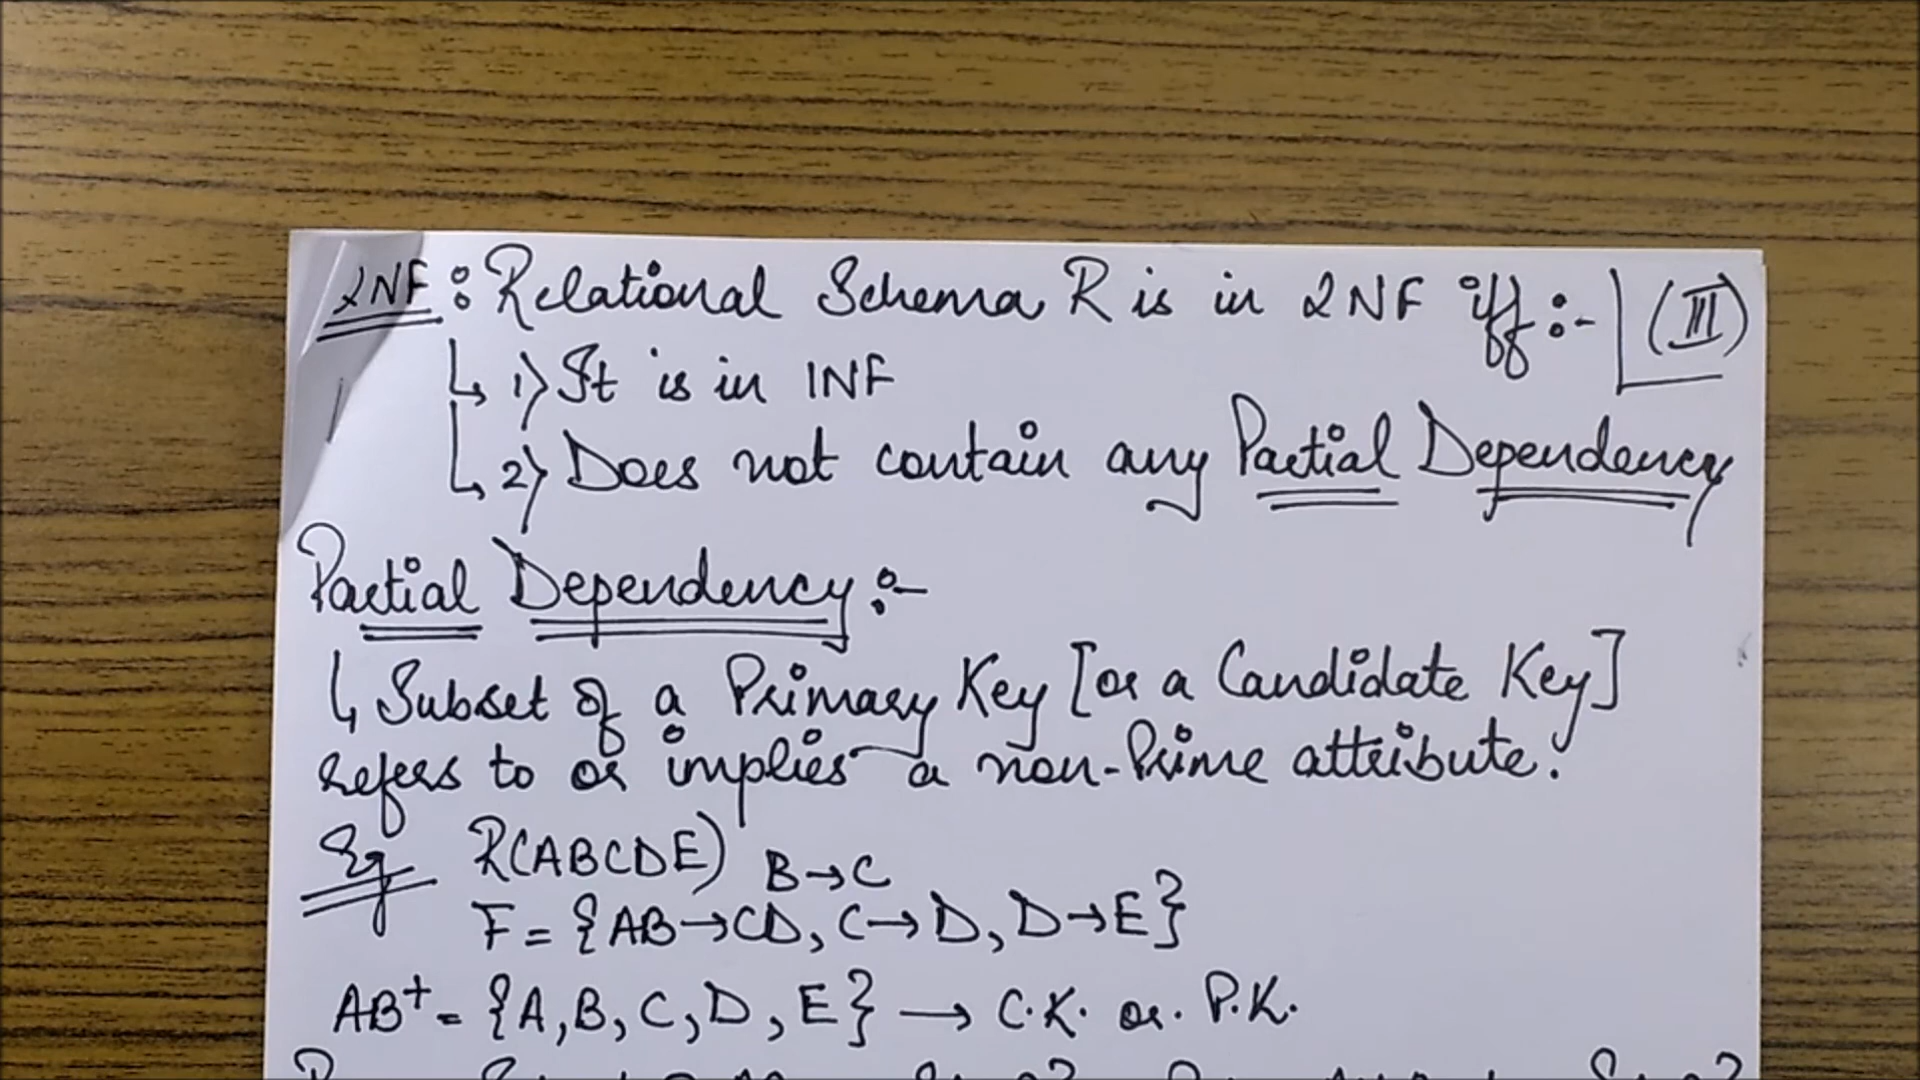 2NF: Relational Schema R is in 2NF iff:- (III)
↳ 1) It is in 1NF
↳ 2) Does not contain any Partial Dependency
Partial Dependency:-
↳ Subset of a Primary Key [or a Candidate Key]
refers to or implies a non-Prime attribute.
Eg R(ABCDE) B→C
F = {AB→CD, C→D, D→E}
AB+ = {A, B, C, D, E} → C.K. or. P.K.